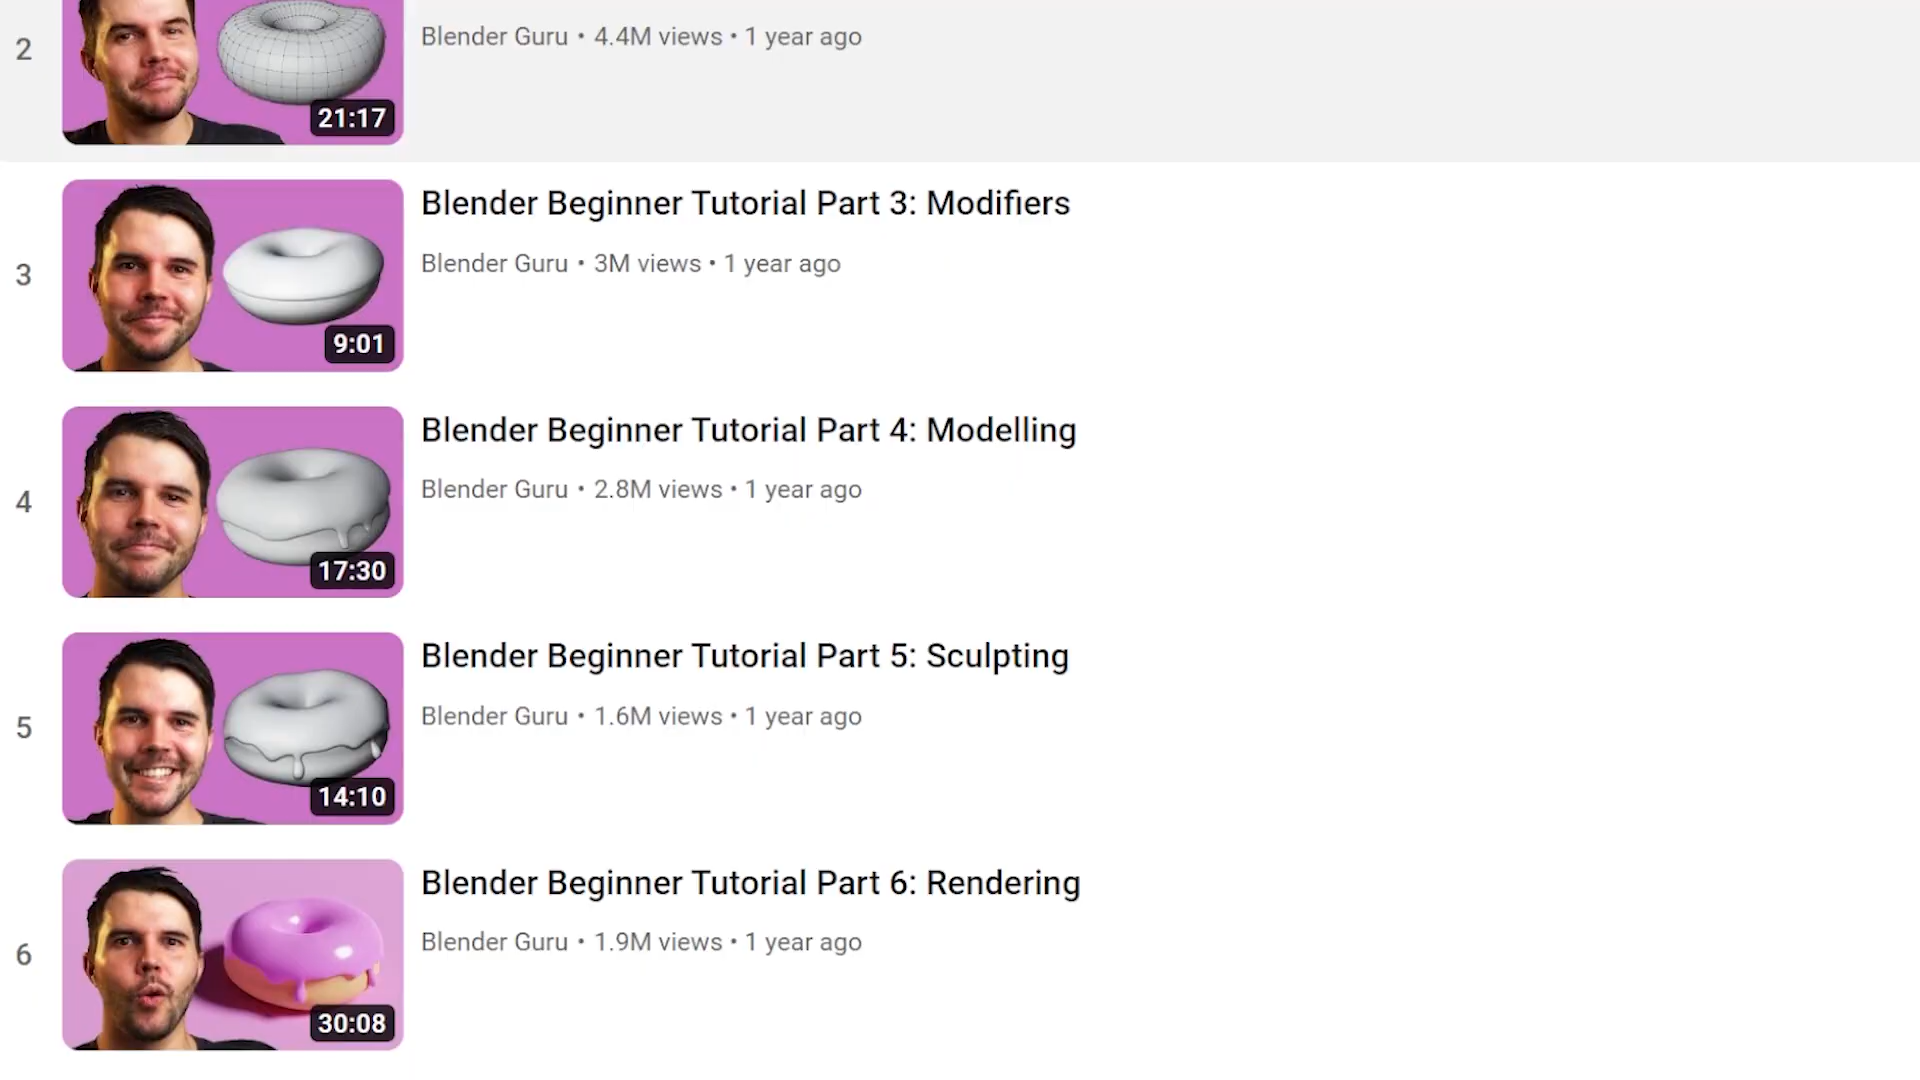 2
Blender Guru • 4.4M views • 1 year ago
21:17
3
Blender Beginner Tutorial Part 3: Modifiers
Blender Guru • 3M views • 1 year ago
9:01
4
Blender Beginner Tutorial Part 4: Modelling
Blender Guru • 2.8M views • 1 year ago
17:30
5
Blender Beginner Tutorial Part 5: Sculpting
Blender Guru • 1.6M views • 1 year ago
14:10
6
Blender Beginner Tutorial Part 6: Rendering
Blender Guru • 1.9M views • 1 year ago
30:08